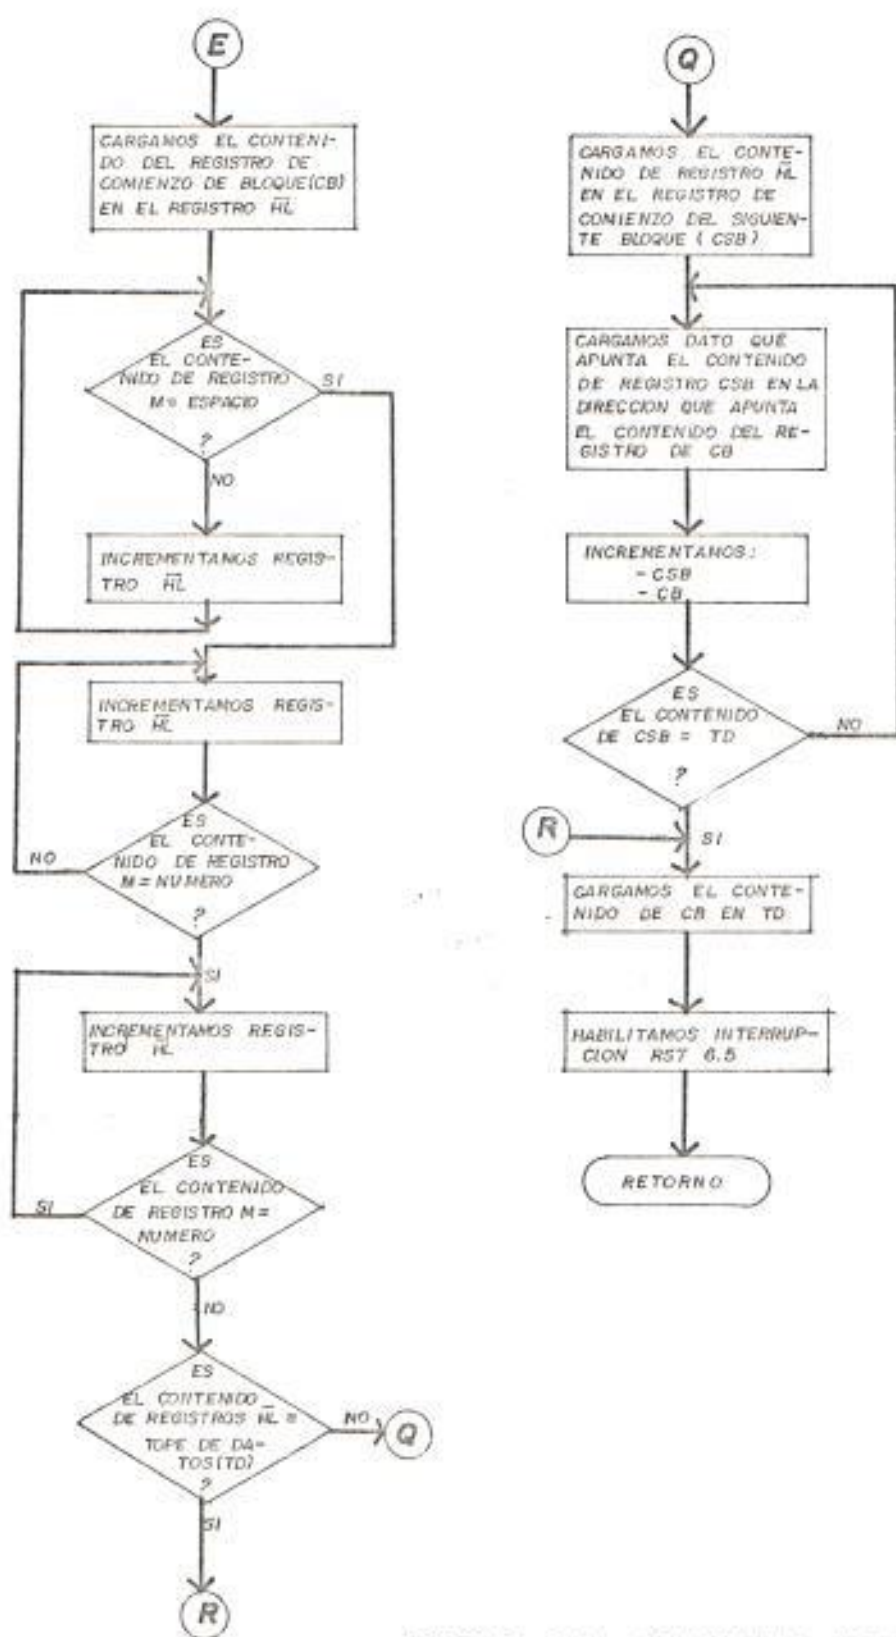 E
CARGAMOS EL CONTENI-
DO DEL REGISTRO DE
COMIENZO DE BLOQUE(CB)
EN EL REGISTRO HL
ES
EL CONTE-
NIDO DE REGISTRO
M= ESPACIO
?
SI
NO
INCREMENTAMOS REGIS-
TRO HL
INCREMENTAMOS REGIS-
TRO HL
ES
EL CONTE-
NIDO DE REGISTRO
M=NUMERO
?
NO
SI
INCREMENTAMOS REGIS-
TRO HL
ES
EL CONTENIDO
DE REGISTRO M=
NUMERO
?
SI
NO
ES
EL CONTENIDO
DE REGISTROS HL =
TOPE DE DA-
TOS(TD)
?
NO
Q
SI
R
Q
CARGAMOS EL CONTE-
NIDO DE REGISTRO HL
EN EL REGISTRO DE
COMIENZO DEL SIGUIEN-
TE BLOQUE ( CSB)
CARGAMOS DATO QUE
APUNTA EL CONTENIDO
DE REGISTRO CSB EN LA
DIRECCION QUE APUNTA
EL CONTENIDO DEL RE-
GISTRO DE CB
INCREMENTAMOS:
- CSB
- CB
ES
EL CONTENIDO
DE CSB = TD
?
NO
R
SI
CARGAMOS EL CONTE-
NIDO DE CB EN TD
HABILITAMOS INTERRUP-
CION RST 6.5
RETORNO